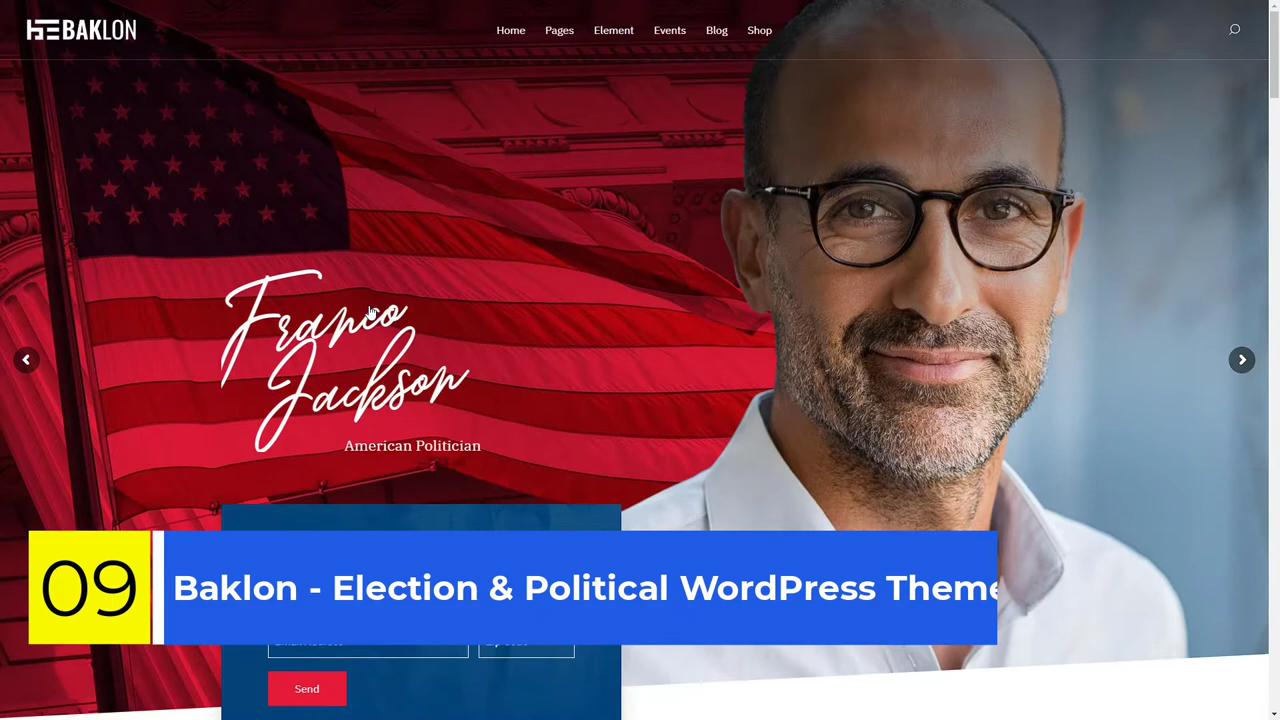 BAKLON
Home Pages Element Events Blog Shop
Franco
Jackson
American Politician
09
Baklon - Election & Political WordPress Theme
Send